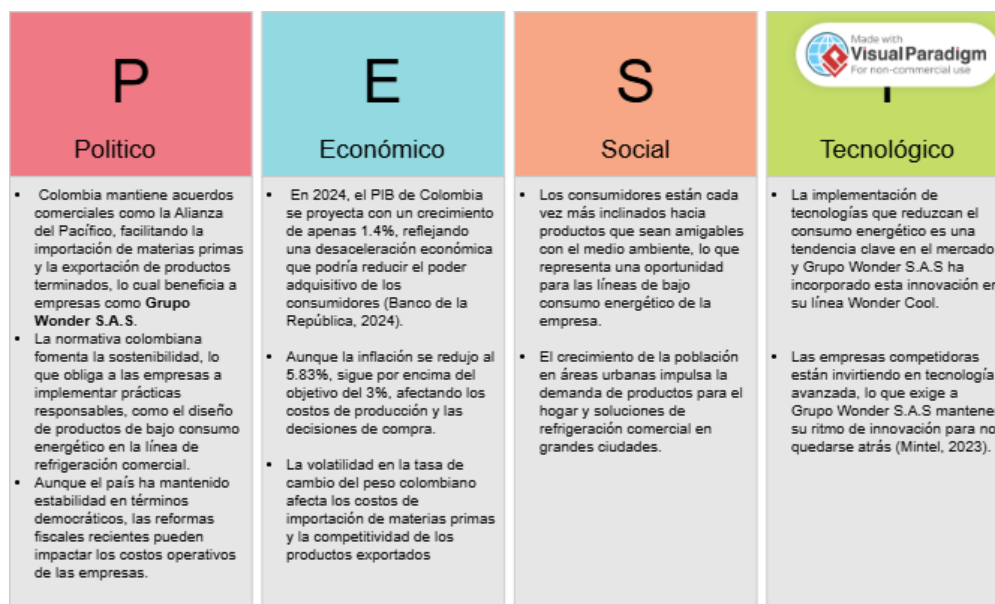 P
Politico
• Colombia mantiene acuerdos
comerciales como la Alianza
del Pacífico, facilitando la
importación de materias primas
y la exportación de productos
terminados, lo cual beneficia a
empresas como Grupo
Wonder S.A.S.
• La normativa colombiana
fomenta la sostenibilidad, lo
que obliga a las empresas a
implementar prácticas
responsables, como el diseño
de productos de bajo consumo
energético en la línea de
refrigeración comercial.
• Aunque el país ha mantenido
estabilidad en términos
democráticos, las reformas
fiscales recientes pueden
impactar los costos operativos
de las empresas.
E
Económico
• En 2024, el PIB de Colombia
se proyecta con un crecimiento
de apenas 1.4%, reflejando
una desaceleración económica
que podría reducir el poder
adquisitivo de los
consumidores (Banco de la
República, 2024).
• Aunque la inflación se redujo al
5.83%, sigue por encima del
objetivo del 3%, afectando los
costos de producción y las
decisiones de compra.
• La volatilidad en la tasa de
cambio del peso colombiano
afecta los costos de
importación de materias primas
y la competitividad de los
productos exportados
S
Social
• Los consumidores están cada
vez más inclinados hacia
productos que sean amigables
con el medio ambiente, lo que
representa una oportunidad
para las líneas de bajo
consumo energético de la
empresa.
• El crecimiento de la población
en áreas urbanas impulsa la
demanda de productos para el
hogar y soluciones de
refrigeración comercial en
grandes ciudades.
Made with
Visual Paradigm
For non-commercial use
Tecnológico
• La implementación de
tecnologías que reduzcan el
consumo energético es una
tendencia clave en el mercado
y Grupo Wonder S.A.S ha
incorporado esta innovación en
su línea Wonder Cool.
• Las empresas competidoras
están invirtiendo en tecnología
avanzada, lo que exige a
Grupo Wonder S.A.S
su ritmo de innovación para no
quedarse atrás (Mintel, 2023).